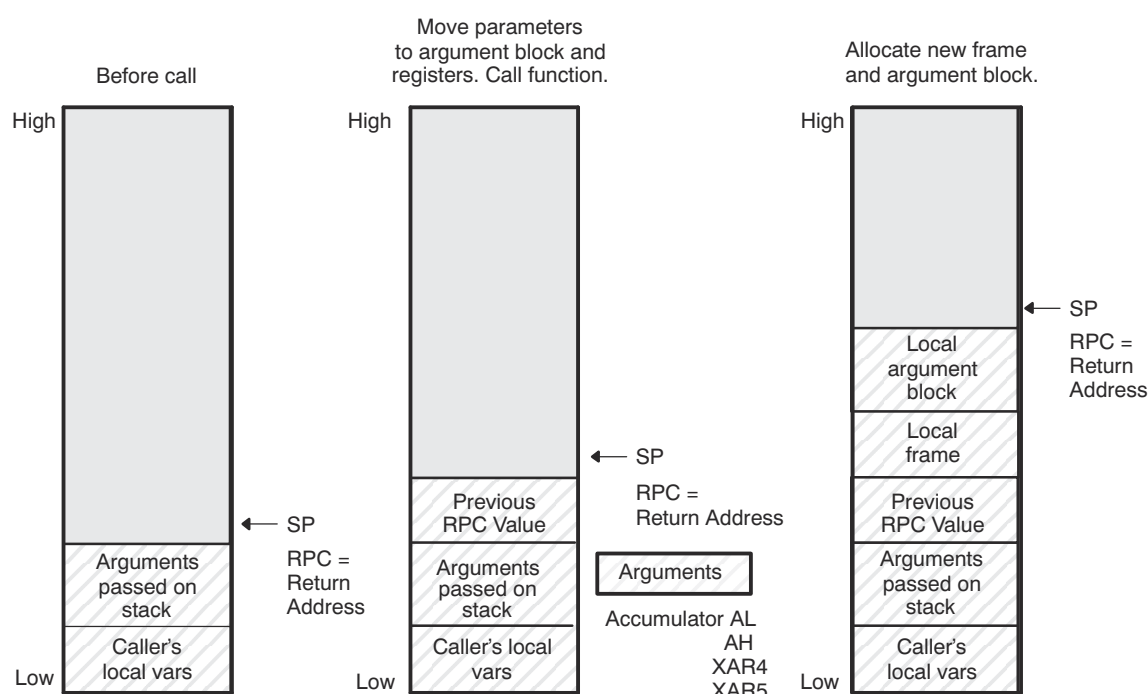 Before call
High
SP
RPC =
Return
Address
Arguments
passed on
stack
Caller's
local vars
Low
Move parameters
to argument block and
registers. Call function.
High
SP
RPC =
Return Address
Previous
RPC Value
Arguments
passed on
stack
Caller's local
vars
Low
Arguments
Accumulator AL
AH
XAR4
XAR5
Allocate new frame
and argument block.
High
SP
RPC =
Return
Address
Local
argument
block
Local
frame
Previous
RPC Value
Arguments
passed on
stack
Caller's
local vars
Low